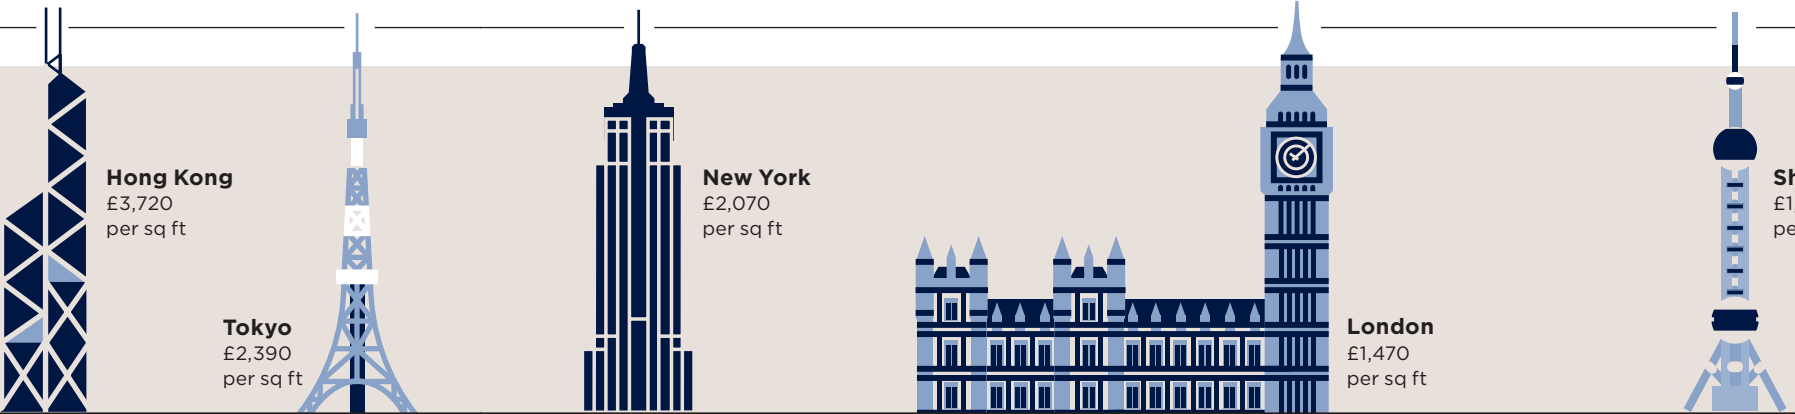 Hong Kong
£3,720
per sq ft
Tokyo
£2,390
per sq ft
New York
£2,070
per sq ft
London
£1,470
per sq ft